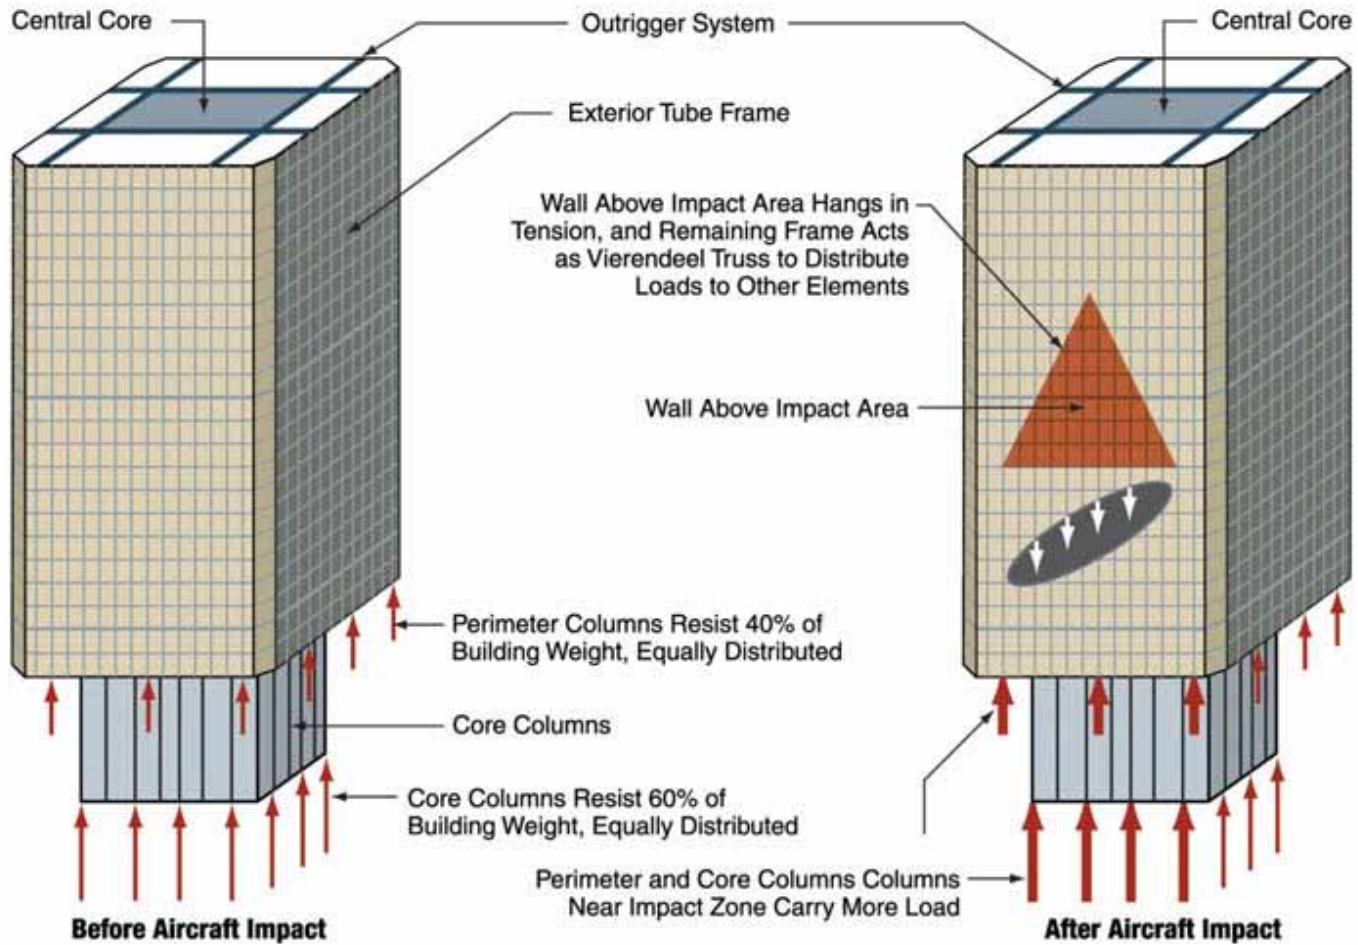 Central Core
Outrigger System
Central Core
Exterior Tube Frame
Wall Above Impact Area Hangs in
Tension, and Remaining Frame Acts
as Vierendeel Truss to Distribute
Loads to Other Elements
Wall Above Impact Area
Perimeter Columns Resist 40% of
Building Weight, Equally Distributed
Core Columns
Core Columns Resist 60% of
Building Weight, Equally Distributed
Perimeter and Core Columns Columns
Near Impact Zone Carry More Load
Before Aircraft Impact
After Aircraft Impact